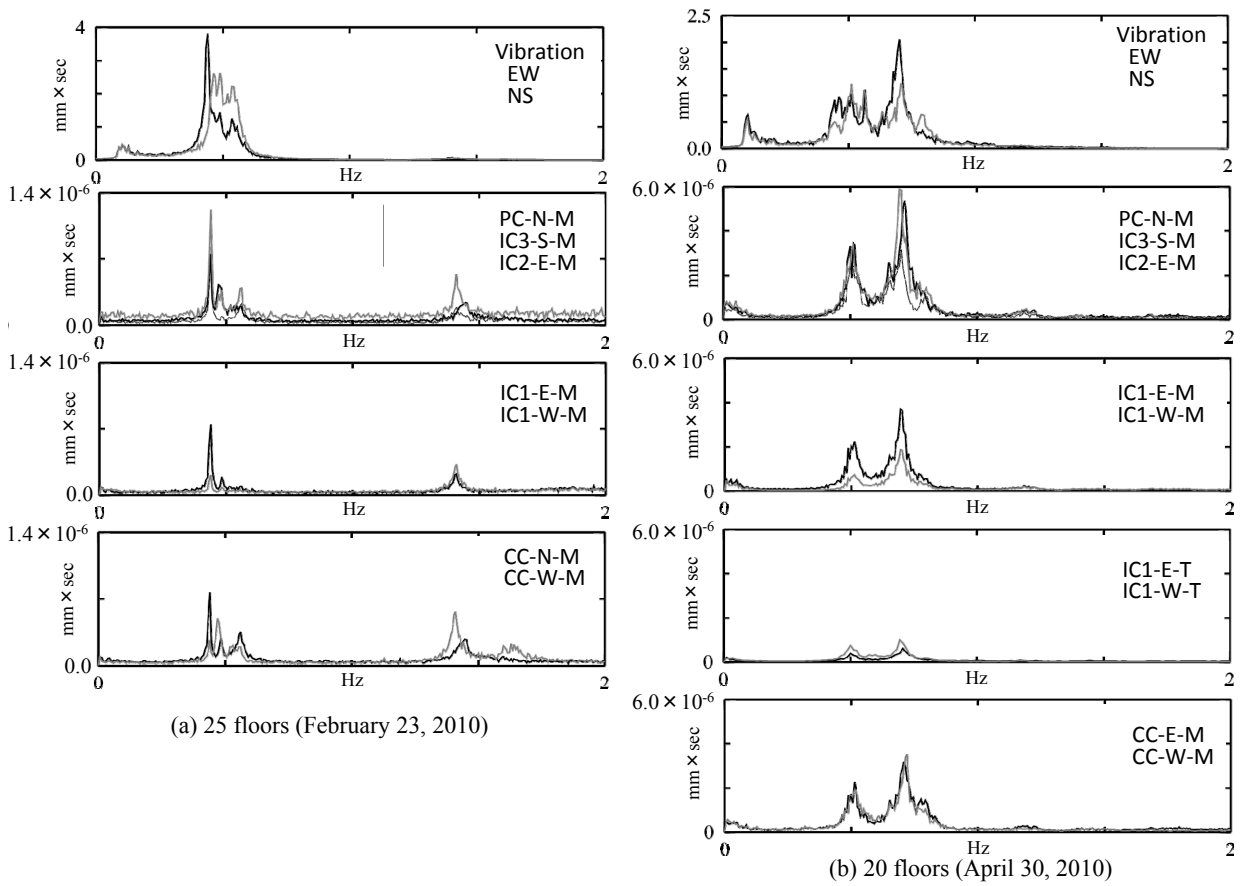 4
mm × sec
0
0
Hz
2
Vibration
EW
NS
1.4 × 10-6
mm × sec
0.0
0
Hz
2
PC-N-M
IC3-S-M
IC2-E-M
1.4 × 10-6
mm × sec
0.0
0
Hz
2
IC1-E-M
IC1-W-M
1.4 × 10-6
mm × sec
0.0
0
Hz
2
CC-N-M
CC-W-M
(a) 25 floors (February 23, 2010)
2.5
mm × sec
0.0
0
Hz
2
Vibration
EW
NS
6.0 × 10-6
mm × sec
0
0
Hz
2
PC-N-M
IC3-S-M
IC2-E-M
6.0 × 10-6
mm × sec
0
0
Hz
2
IC1-E-M
IC1-W-M
6.0 × 10-6
mm × sec
0
0
Hz
2
IC1-E-T
IC1-W-T
6.0 × 10-6
mm × sec
0
0
Hz
2
CC-E-M
CC-W-M
(b) 20 floors (April 30, 2010)